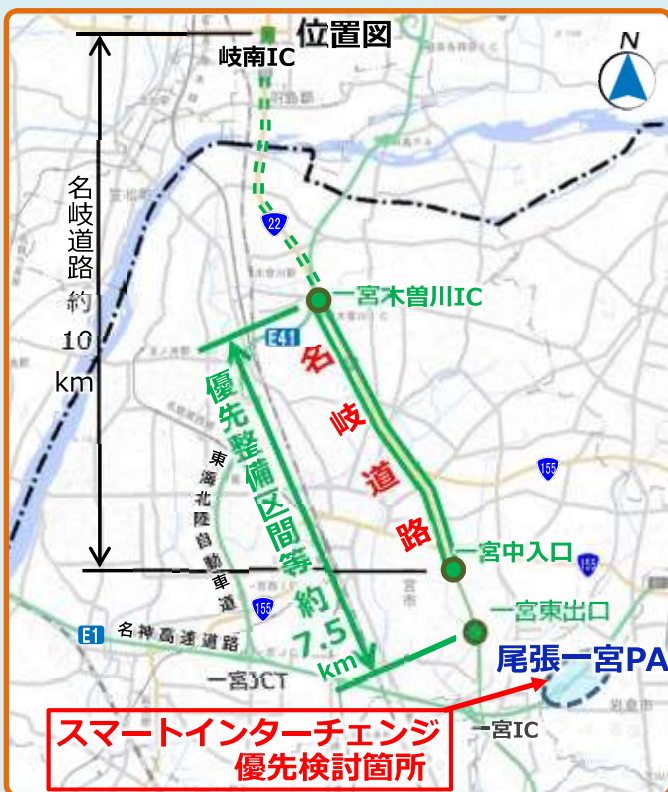 位置図
岐南IC
N
名岐道路 約10km
22
一宮木曽川IC
E41
名岐道路
優先整備区間等 約7.5km
東海北陸自動車道
155
155
155
一宮中入口
一宮東出口
E1
名神高速道路
一宮JCT
尾張一宮PA
岩倉市
一宮IC
スマートインターチェンジ
優先検討箇所